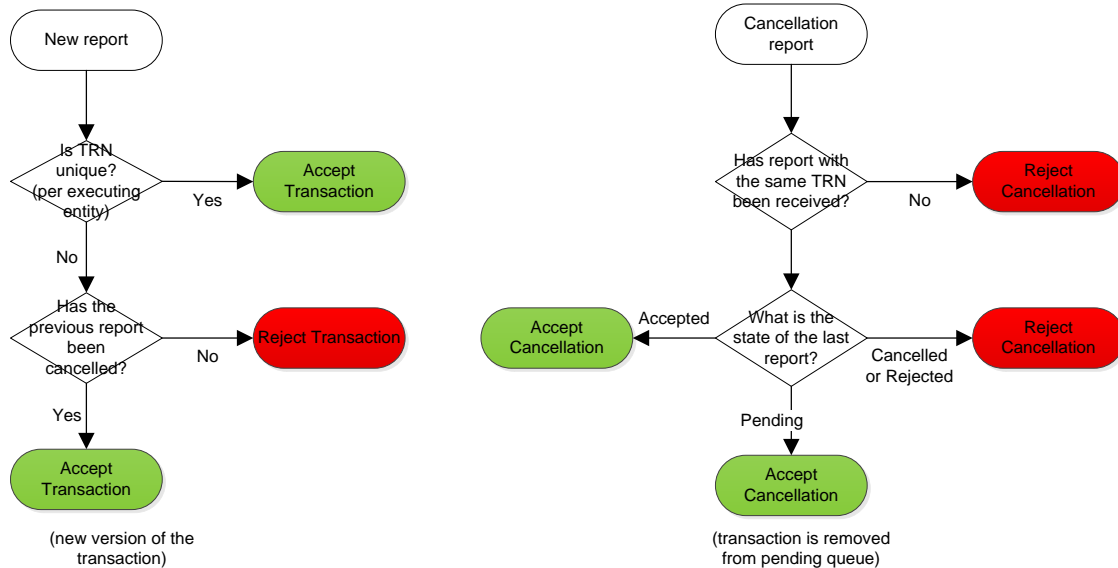 New report
Is TRN
unique?
(per executing
entity)
Yes
Accept
Transaction
No
Has the
previous report
been
cancelled?
No
Reject Transaction
Yes
Accept
Transaction
(new version of the
transaction)
Cancellation
report
Has report with
the same TRN
been received?
No
Reject
Cancellation
What is the
state of the last
report?
Accepted
Accept
Cancellation
Cancelled
or Rejected
Reject
Cancellation
Pending
Accept
Cancellation
(transaction is removed
from pending queue)